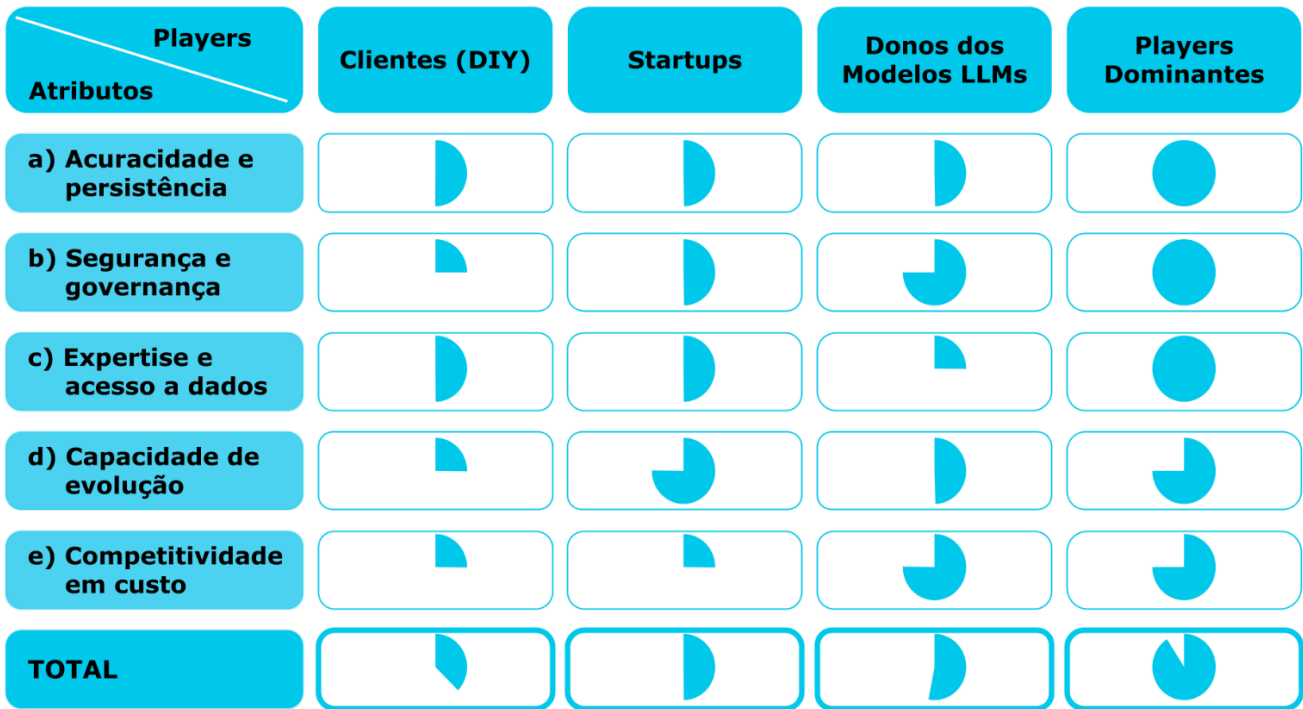 Players
Atributos
Clientes (DIY)
Startups
Donos dos
Modelos LLMs
Players
Dominantes
a) Acuracidade e
persistência
b) Segurança e
governança
c) Expertise e
acesso a dados
d) Capacidade de
evolução
e) Competitividade
em custo
TOTAL